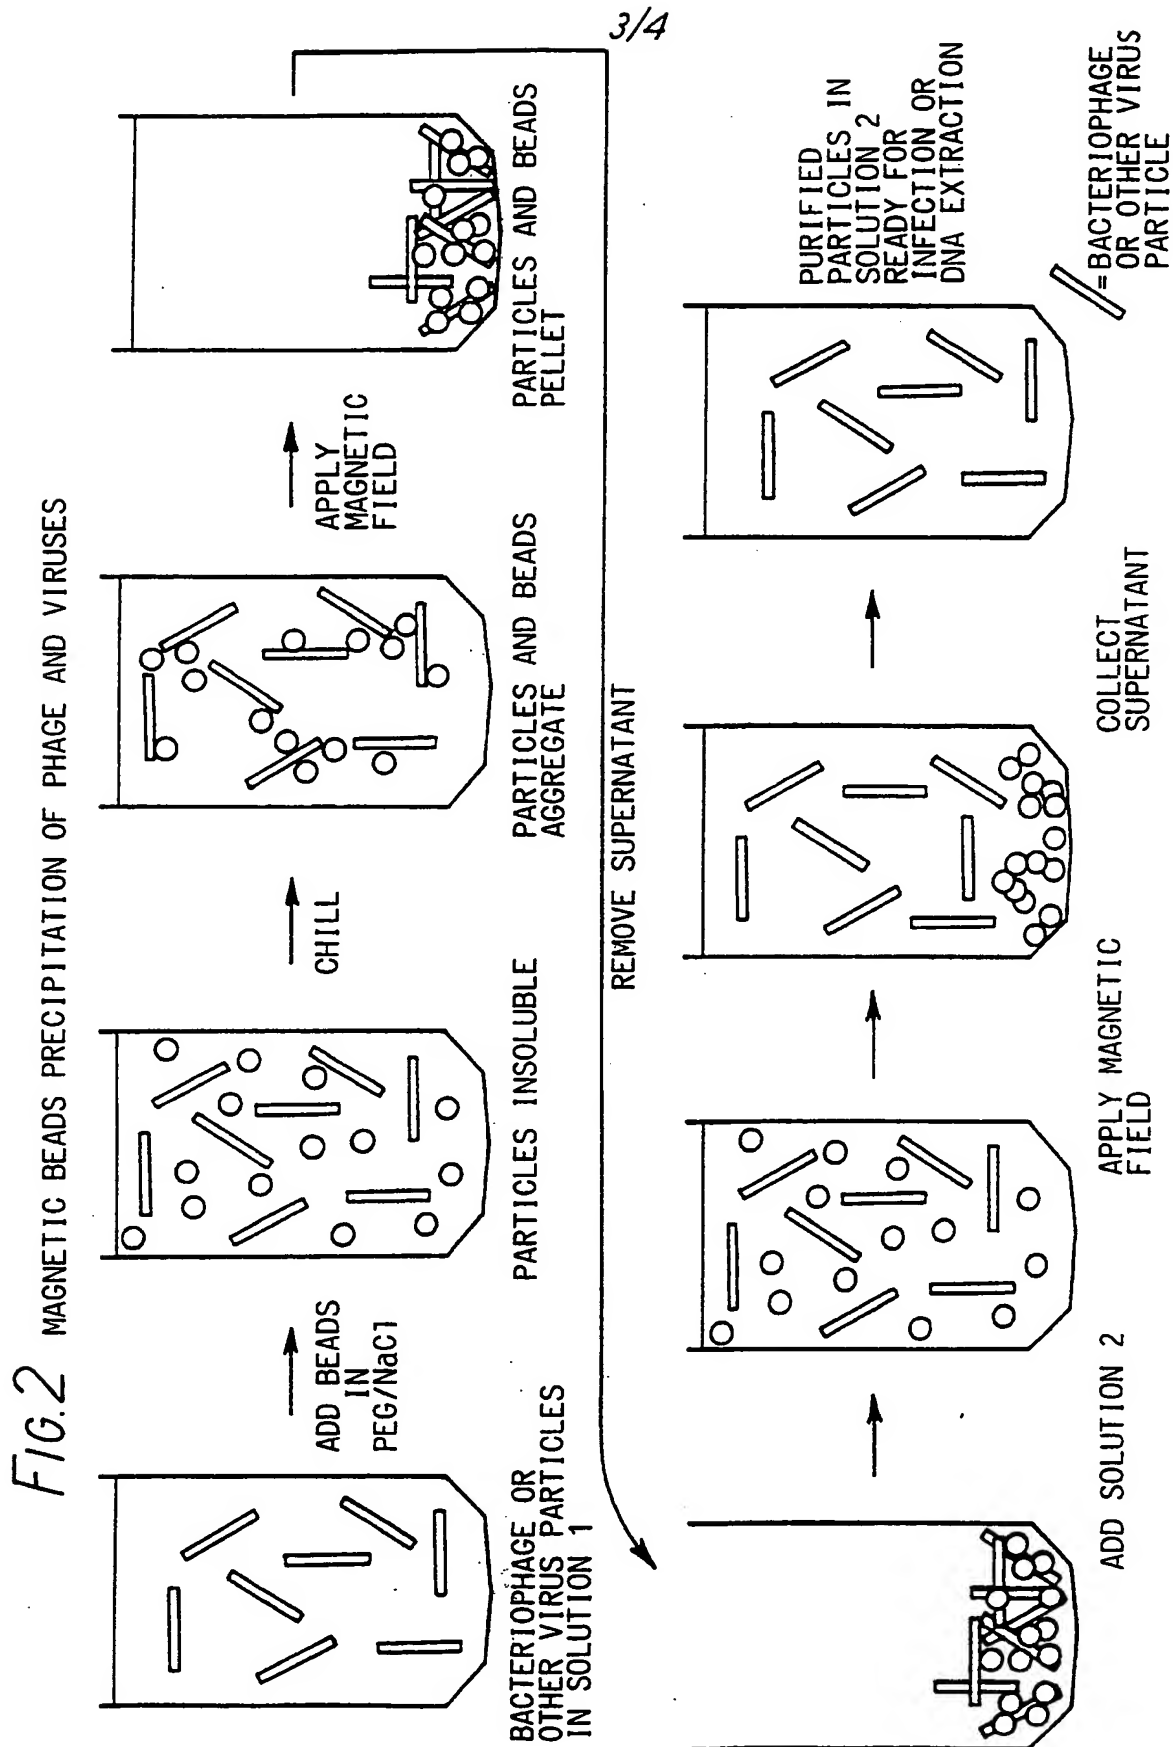 3/4
FIG.2 MAGNETIC BEADS PRECIPITATION OF PHAGE AND VIRUSES
BACTERIOPHAGE OR
OTHER VIRUS PARTICLES
IN SOLUTION 1
ADD BEADS
IN
PEG/NaCl
PARTICLES INSOLUBLE
CHILL
PARTICLES AND BEADS
AGGREGATE
APPLY
MAGNETIC
FIELD
PARTICLES AND BEADS
PELLET
REMOVE SUPERNATANT
ADD SOLUTION 2
APPLY MAGNETIC
FIELD
COLLECT
SUPERNATANT
PURIFIED
PARTICLES IN
SOLUTION 2
READY FOR
INFECTION OR
DNA EXTRACTION
=BACTERIOPHAGE
OR OTHER VIRUS
PARTICLE